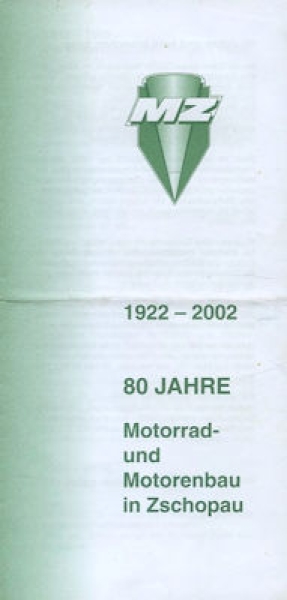 MZ
1922 – 2002
80 JAHRE
Motorrad-
und
Motorenbau
in Zschopau